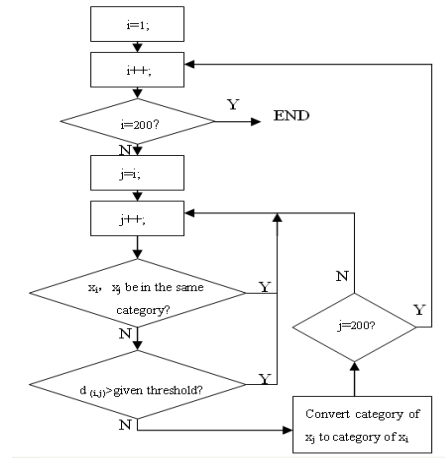 i=1;
i++;
i=200?
Y
END
N
j=i;
j++;
xi, xj be in the same
category?
Y
N
d (i,j)>given threshold?
Y
N
Convert category of
xj to category of xi
j=200?
N
Y